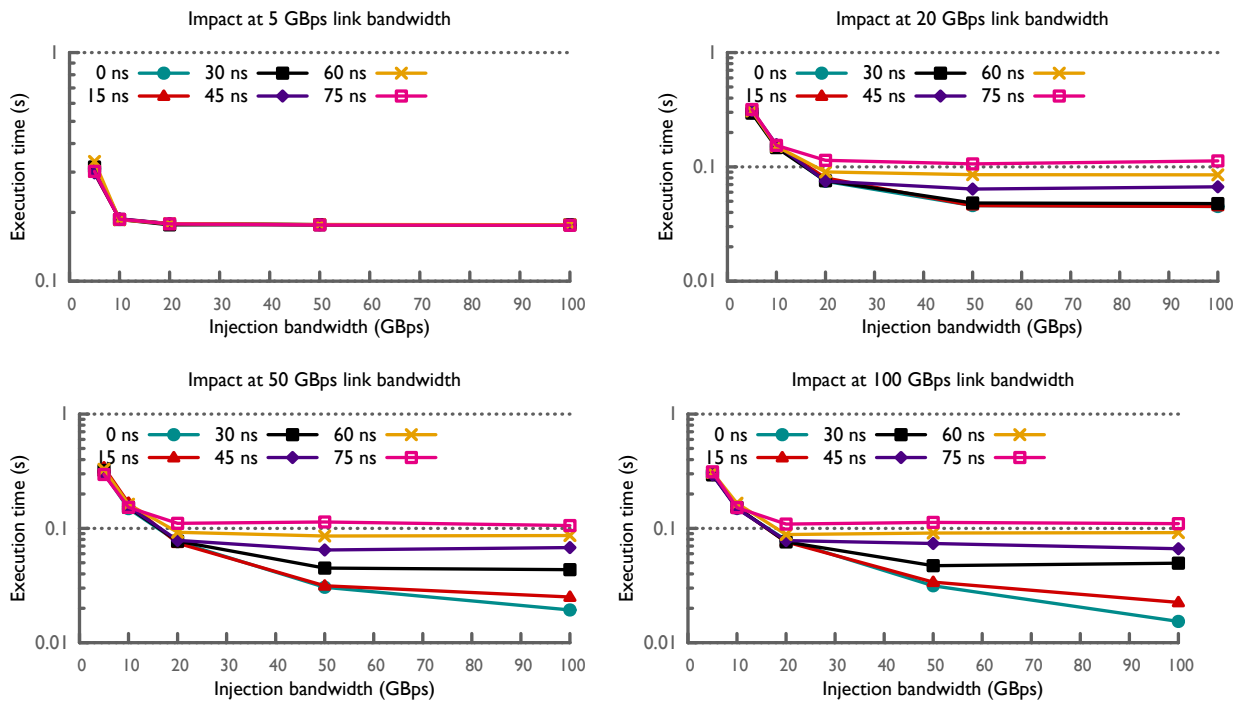 Impact at 5 GBps link bandwidth
1
0 ns 30 ns 60 ns
15 ns 45 ns 75 ns
Execution time (s)
0.1
0 10 20 30 40 50 60 70 80 90 100
Injection bandwidth (GBps)
Impact at 20 GBps link bandwidth
1
0 ns 30 ns 60 ns
15 ns 45 ns 75 ns
Execution time (s)
0.1
0.01
0 10 20 30 40 50 60 70 80 90 100
Injection bandwidth (GBps)
Impact at 50 GBps link bandwidth
1
0 ns 30 ns 60 ns
15 ns 45 ns 75 ns
Execution time (s)
0.1
0.01
0 10 20 30 40 50 60 70 80 90 100
Injection bandwidth (GBps)
Impact at 100 GBps link bandwidth
1
0 ns 30 ns 60 ns
15 ns 45 ns 75 ns
Execution time (s)
0.1
0.01
0 10 20 30 40 50 60 70 80 90 100
Injection bandwidth (GBps)